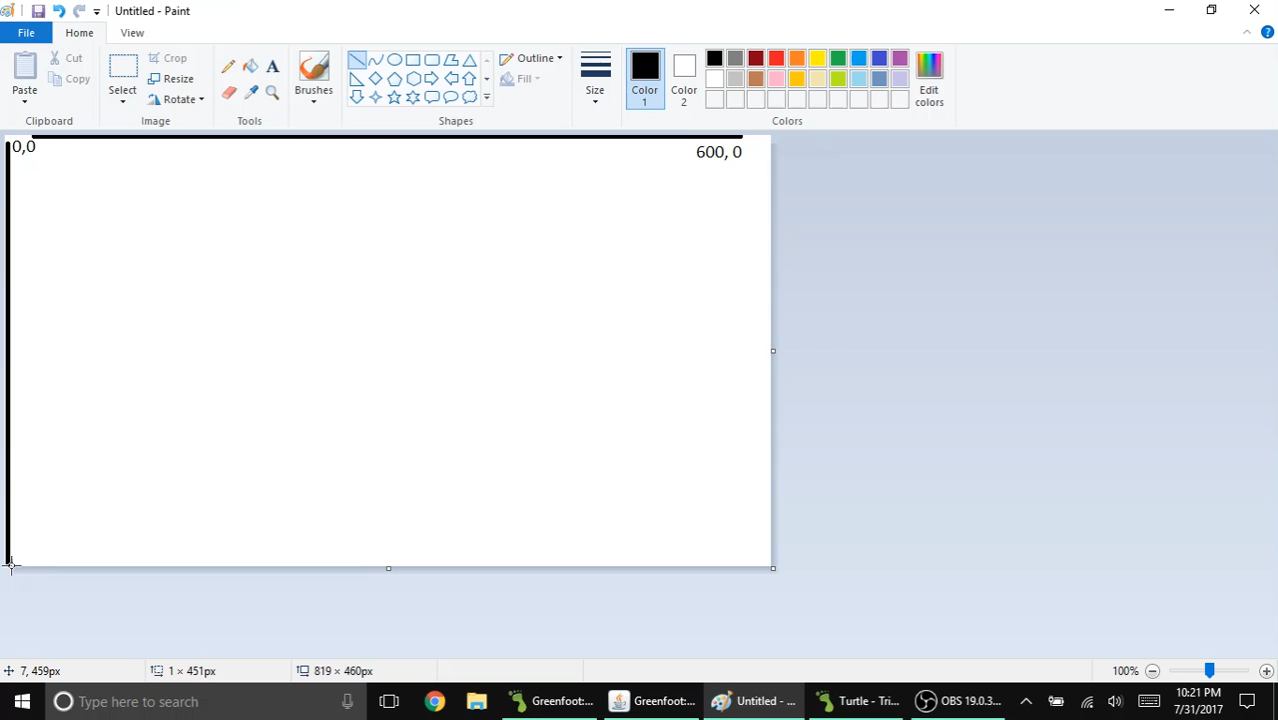 Untitled - Paint
File
Home
View
Paste
Cut
Copy
Clipboard
Select
Crop
Resize
Rotate
Image
A
Tools
Brushes
Shapes
Outline
Fill
Size
Color 1
Color 2
Edit colors
Colors
0,0
600, 0
7, 459px
1 × 451px
819 × 460px
100%
Type here to search
Greenfoot:...
Greenfoot:...
Untitled - ...
Turtle - Tri...
OBS 19.0.3...
10:21 PM
7/31/2017